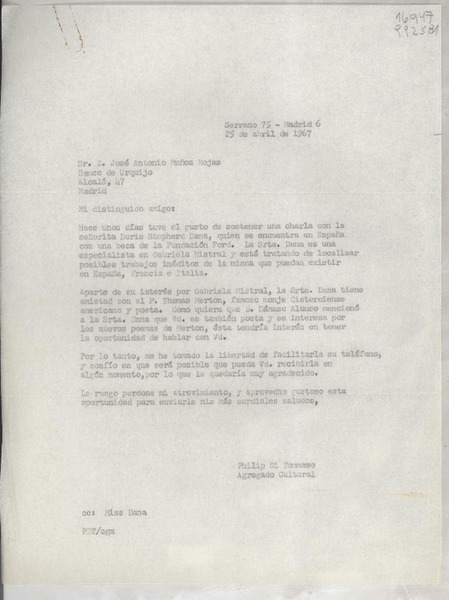 16947
992581
Serrano 75 - Madrid 6
25 de abril de 1967
Dr. D. José Antonio Muñoz Rojas
Banco de Urquijo
Alcalá, 47
Madrid
Mi distinguido amigo:
Hace unos días tuve el gusto de sostener una charla con la
señorita Doris Shepherd Dana, quien se encuentra en España
con una beca de la Fundación Ford. La Srta. Dana es una
especialista en Gabriela Mistral y está tratando de localizar
posibles trabajos inéditos de la misma que puedan existir
en España, Francia e Italia.
Aparte de su interés por Gabriela Mistral, la Srta. Dana tiene
amistad con el P. Thomas Merton, famoso monje Cisterciense
americano y poeta. Como quiera que D. Dámaso Alonso mencionó
a la Srta. Dana que Vd. es también poeta y se interesa por
los nuevos poemas de Merton, ésta tendría interés en tener
la oportunidad de hablar con Vd.
Por lo tanto, me he tomado la libertad de facilitarla su teléfono,
y confío en que será posible que pueda Vd. recibirla en
algún momento, por lo que le quedaría muy agradecido.
Le ruego perdone mi atrevimiento, y aprovecho gustoso esta
oportunidad para enviarle mis más cordiales saludos,
Philip Di Tommaso
Agregado Cultural
cc: Miss Dana